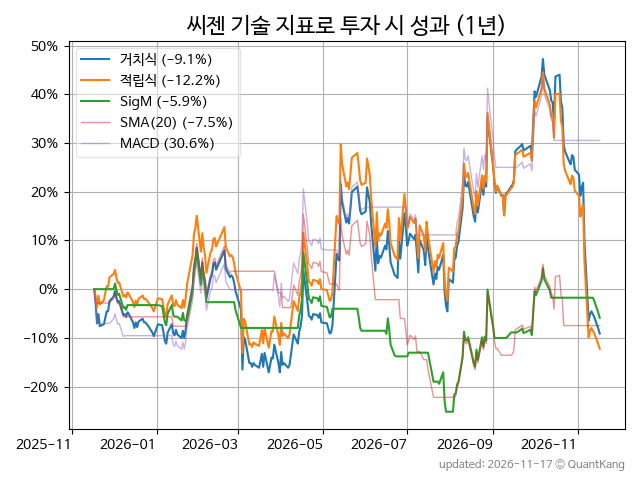 씨젠 기술 지표로 투자 시 성과 (1년)
거치식 (−9.1%)
적립식 (−12.2%)
SigM (−5.9%)
SMA(20) (−7.5%)
MACD (30.6%)
50%
40%
30%
20%
10%
0%
−10%
−20%
2025-11 2026-01 2026-03 2026-05 2026-07 2026-09 2026-11
updated: 2026-11-17 © QuantKang